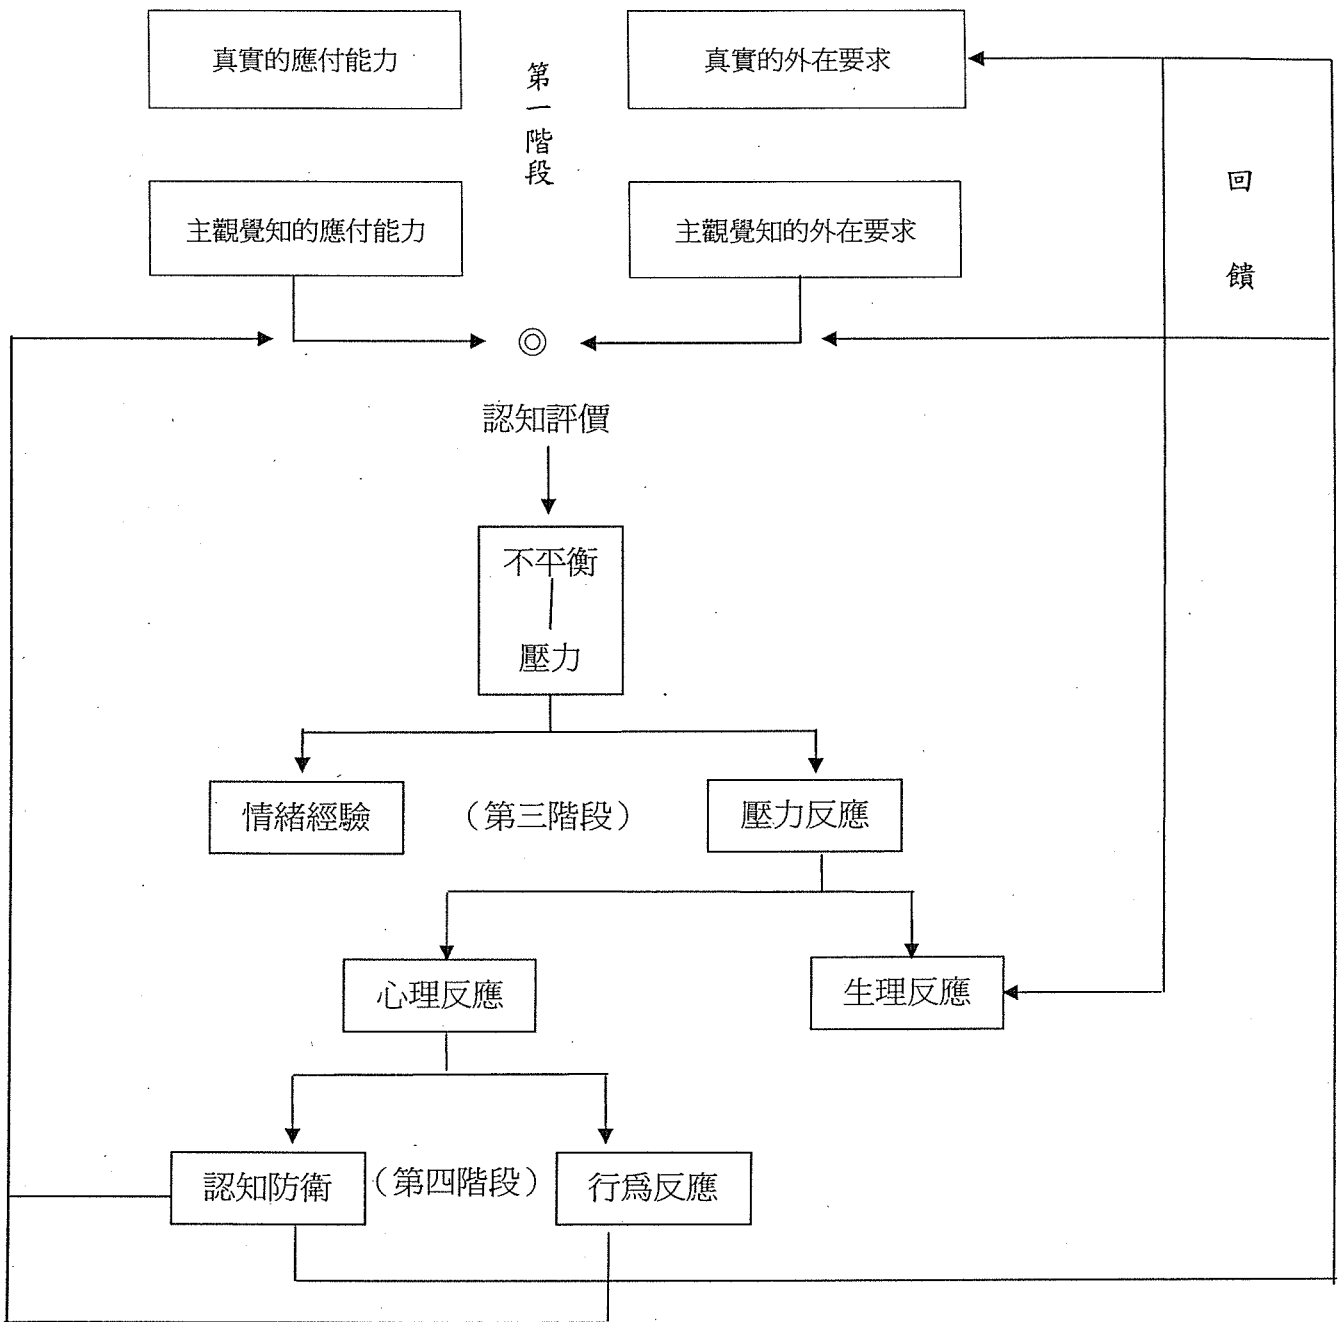 真實的應付能力
真實的外在要求
第一階段
主觀覺知的應付能力
主觀覺知的外在要求
回饋
◎
認知評價
不平衡
壓力
情緒經驗
（第三階段）
壓力反應
心理反應
生理反應
認知防衛
（第四階段）
行爲反應